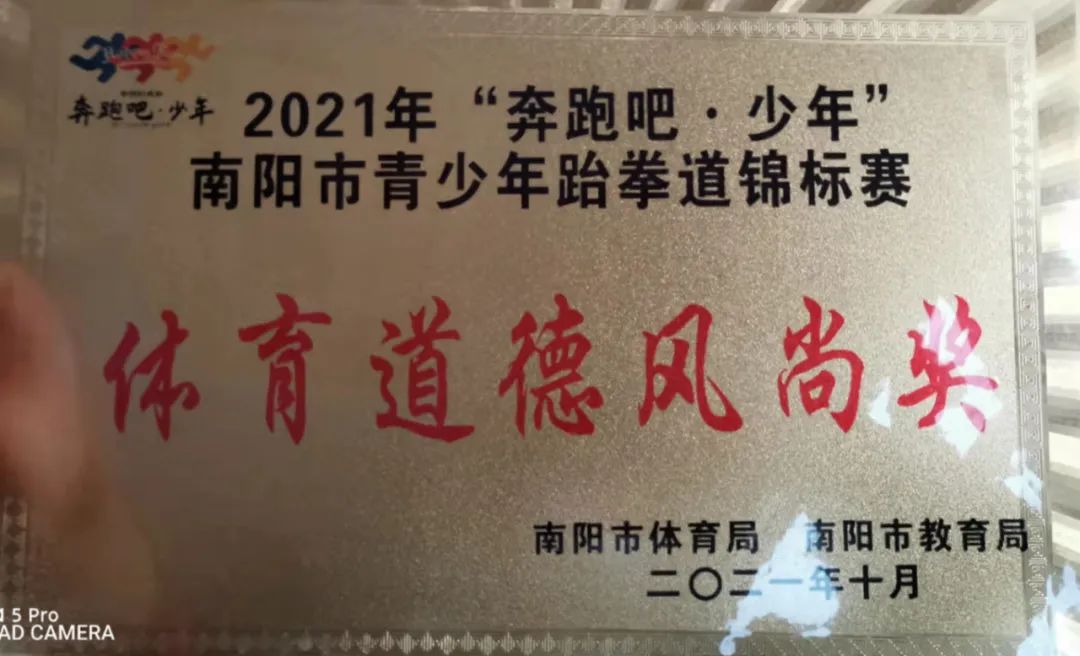 奔跑吧·少年
2021年“奔跑吧·少年”
南阳市青少年跆拳道锦标赛
体育道德风尚奖
南阳市体育局 南阳市教育局
二〇二一年十月
5 Pro
AD CAMERA